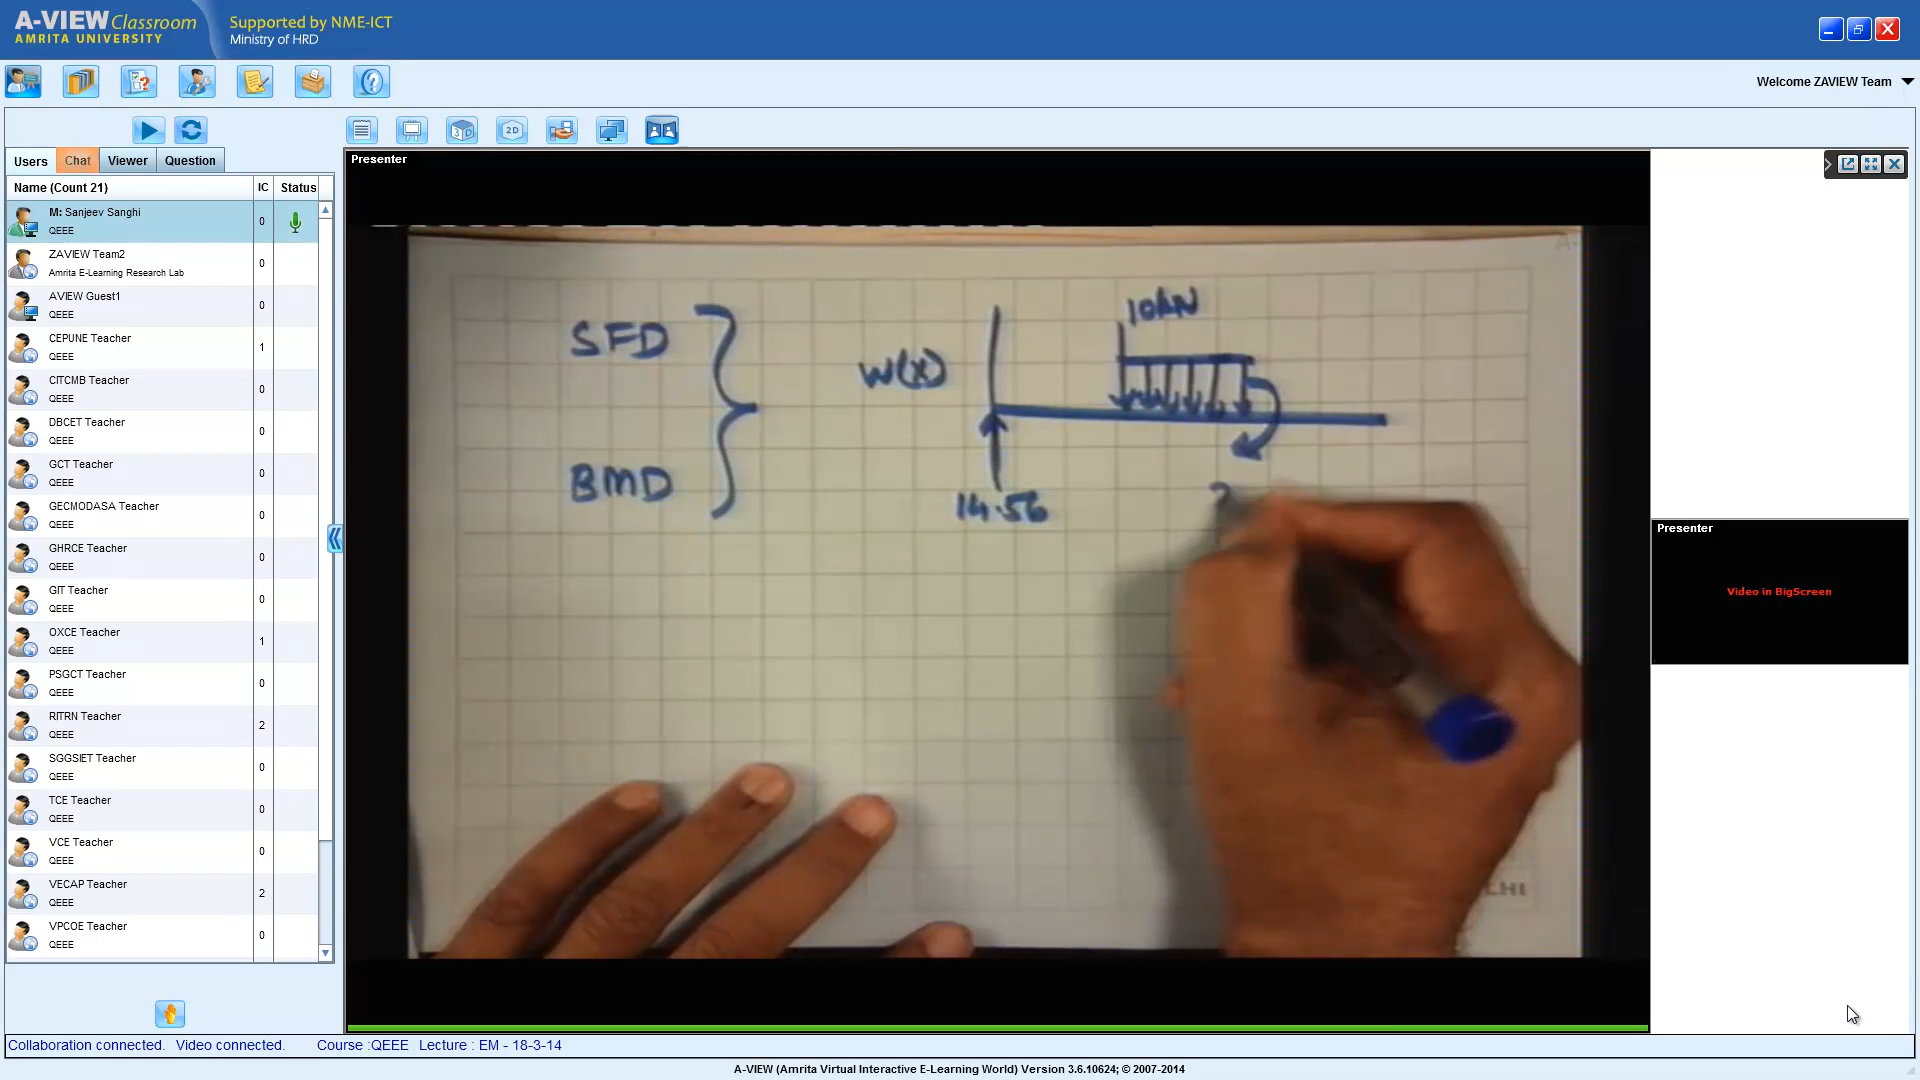 A-VIEW Classroom
AMRITA UNIVERSITY
Supported by NME-ICT
Ministry of HRD
Welcome ZAVIEW Team
3D
2D
Users
Chat
Viewer
Question
Name (Count 21)
IC
Status
M: Sanjeev Sanghi
QEEE
0
ZAVIEW Team2
Amrita E-Learning Research Lab
0
AVIEW Guest1
QEEE
0
CEPUNE Teacher
QEEE
1
CITCMB Teacher
QEEE
0
DBCET Teacher
QEEE
0
GCT Teacher
QEEE
0
GECMODASA Teacher
QEEE
0
GHRCE Teacher
QEEE
0
GIT Teacher
QEEE
0
OXCE Teacher
QEEE
1
PSGCT Teacher
QEEE
0
RITRN Teacher
QEEE
2
SGGSIET Teacher
QEEE
0
TCE Teacher
QEEE
0
VCE Teacher
QEEE
0
VECAP Teacher
QEEE
2
VPCOE Teacher
QEEE
0
Presenter
SFD
BMD
W(x)
10kN
14.56
Presenter
Video in BigScreen
Collaboration connected. Video connected. Course :QEEE Lecture : EM - 18-3-14
A-VIEW (Amrita Virtual Interactive E-Learning World) Version 3.6.10624; © 2007-2014